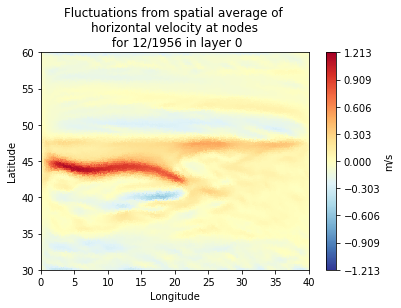 Fluctuations from spatial average of
horizontal velocity at nodes
for 12/1956 in layer 0
60
55
50
45
40
35
30
Latitude
0 5 10 15 20 25 30 35 40
Longitude
1.213
0.909
0.606
0.303
0.000
−0.303
−0.606
−0.909
−1.213
m/s